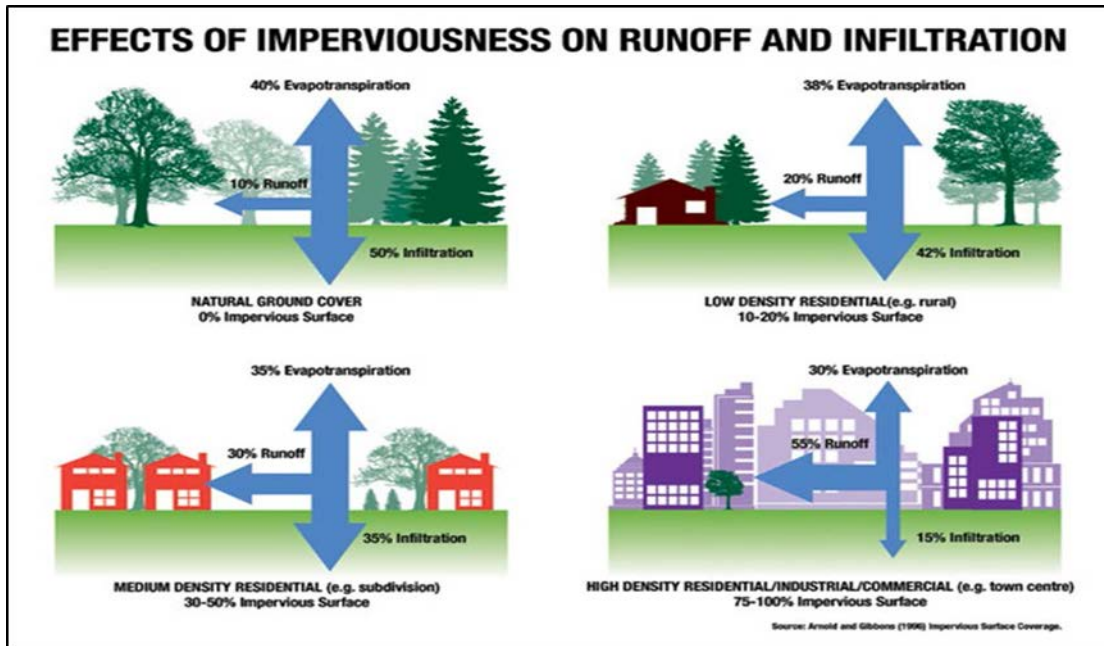 EFFECTS OF IMPERVIOUSNESS ON RUNOFF AND INFILTRATION
40% Evapotranspiration
10% Runoff
50% Infiltration
NATURAL GROUND COVER
0% Impervious Surface
38% Evapotranspiration
20% Runoff
42% Infiltration
LOW DENSITY RESIDENTIAL(e.g. rural)
10-20% Impervious Surface
35% Evapotranspiration
30% Runoff
35% Infiltration
MEDIUM DENSITY RESIDENTIAL (e.g. subdivision)
30-50% Impervious Surface
30% Evapotranspiration
55% Runoff
15% Infiltration
HIGH DENSITY RESIDENTIAL/INDUSTRIAL/COMMERCIAL (e.g. town centre)
75-100% Impervious Surface
Source: Arnold and Gibbons (1996) Impervious Surface Coverage.